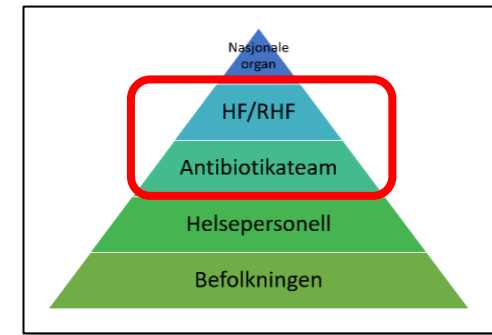 Nasjonale
organ
HF/RHF
Antibiotikateam
Helsepersonell
Befolkningen